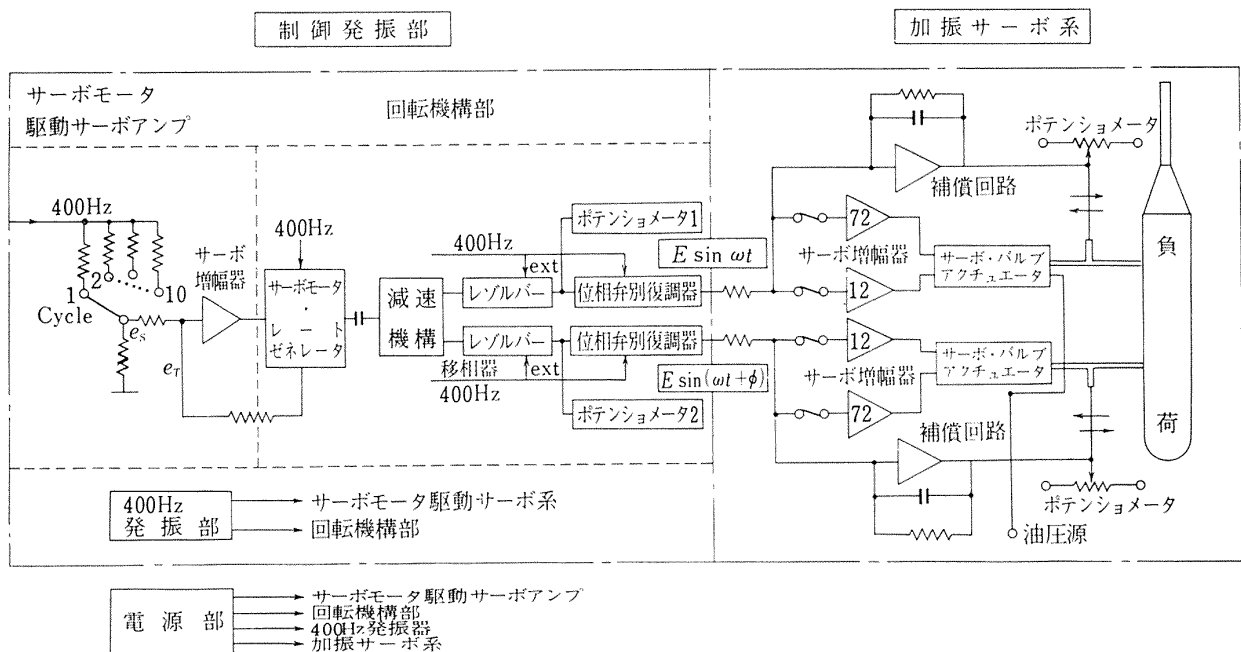 制御発振部
加振サーボ系
サーボモータ
駆動サーボアンプ
回転機構部
400Hz
1
2
10
Cycle
eS
eT
サーボ
増幅器
400Hz
サーボモータ
・
レート
ゼネレータ
減速
機構
400Hz
ext
レゾルバー
ポテンショメータ1
位相弁別復調器
E sin ωt
レゾルバー
位相弁別復調器
移相器
ext
400Hz
E sin(ωt+φ)
ポテンショメータ2
補償回路
ポテンショメータ
72
サーボ増幅器
12
サーボ・バルブ
アクチュエータ
12
サーボ増幅器
72
サーボ・バルブ
アクチュエータ
補償回路
負
荷
ポテンショメータ
油圧源
400Hz
発振部
サーボモータ駆動サーボ系
回転機構部
電源部
サーボモータ駆動サーボアンプ
回転機構部
400Hz発振器
加振サーボ系